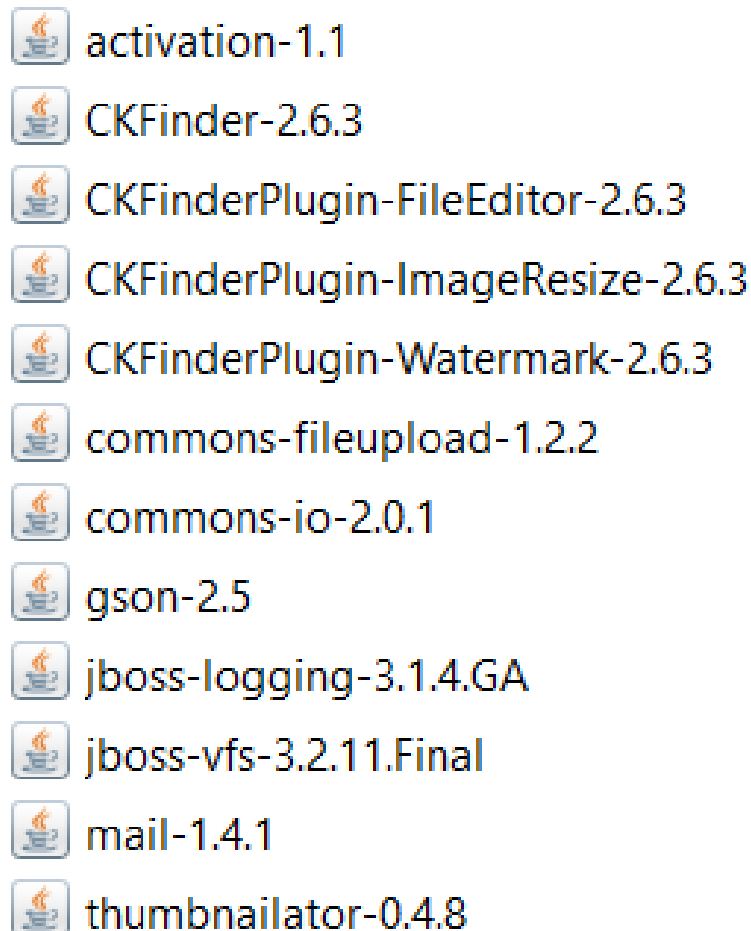 activation-1.1
CKFinder-2.6.3
CKFinderPlugin-FileEditor-2.6.3
CKFinderPlugin-ImageResize-2.6.3
CKFinderPlugin-Watermark-2.6.3
commons-fileupload-1.2.2
commons-io-2.0.1
gson-2.5
jboss-logging-3.1.4.GA
jboss-vfs-3.2.11.Final
mail-1.4.1
thumbnailator-0.4.8